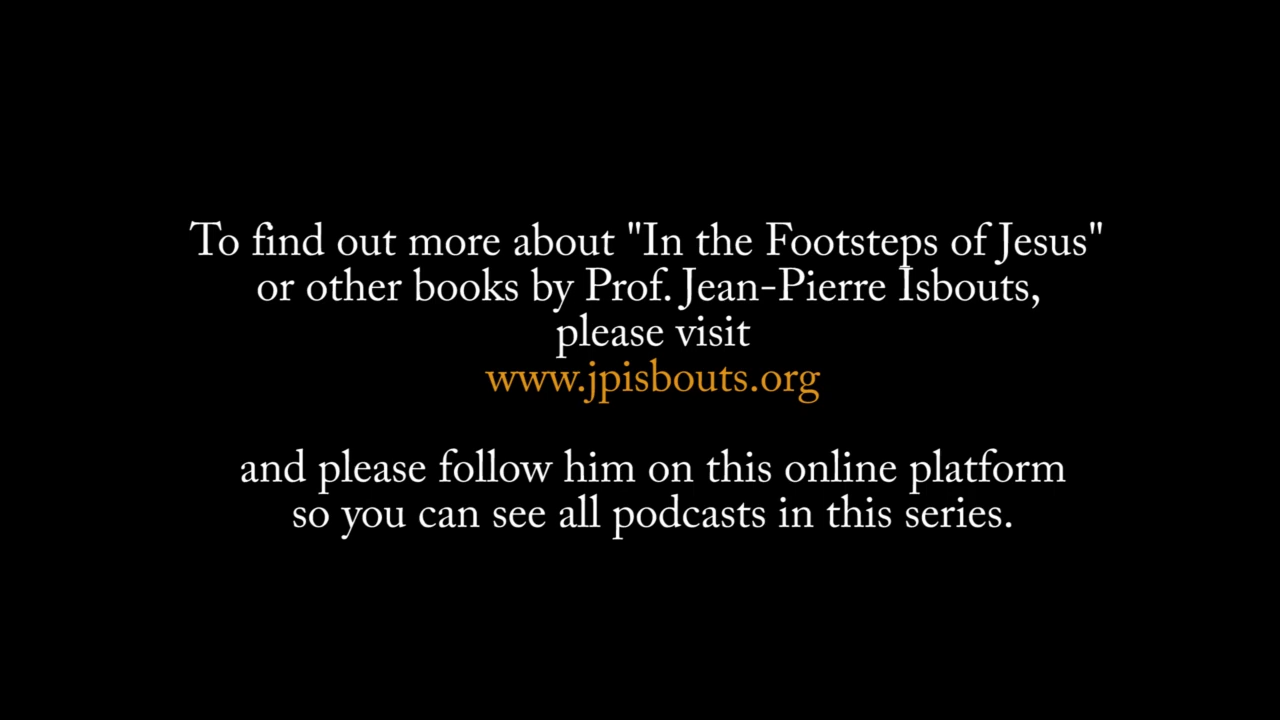 To find out more about "In the Footsteps of Jesus"
or other books by Prof. Jean-Pierre Isbouts,
please visit
www.jpisbouts.org
and please follow him on this online platform
so you can see all podcasts in this series.